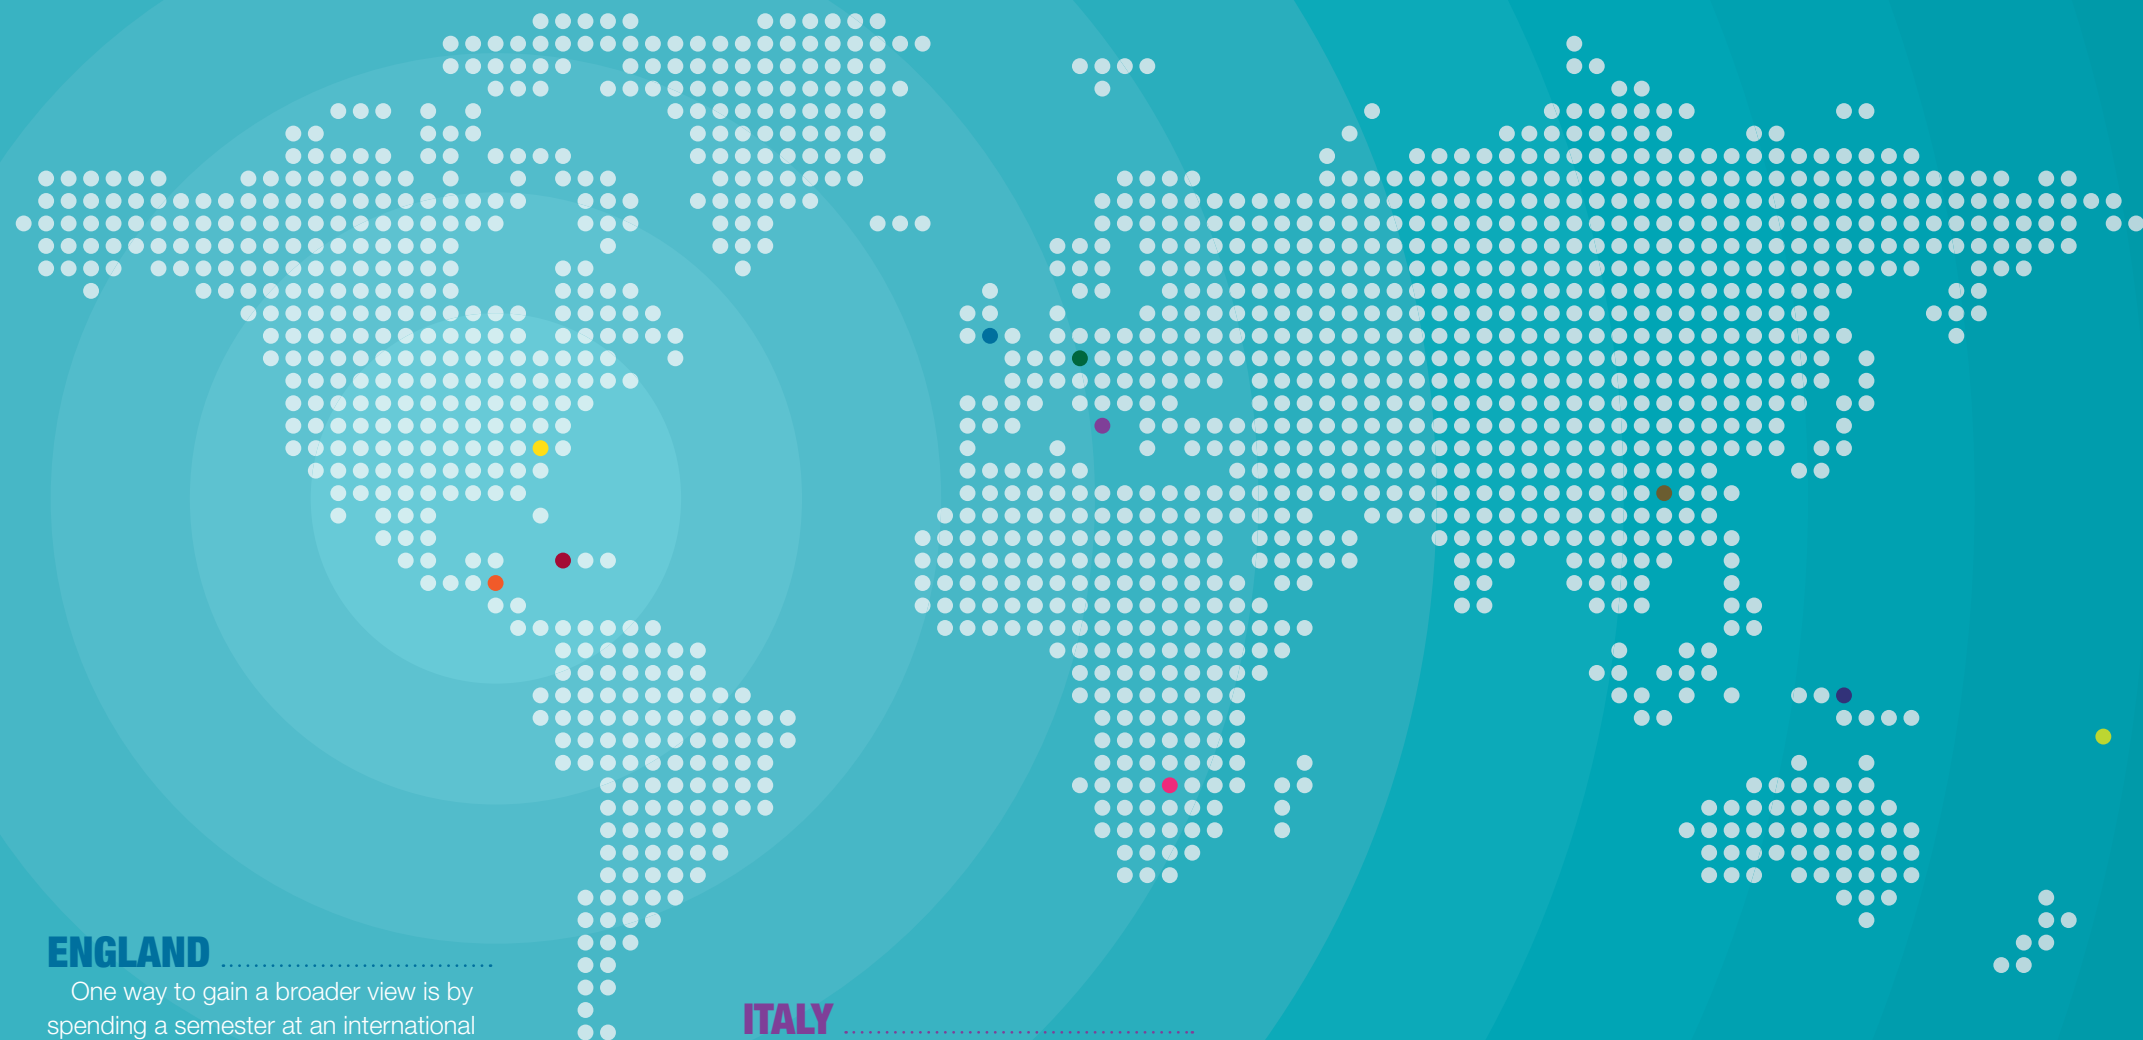 ENGLAND
One way to gain a broader view is by
spending a semester at an international
ITALY